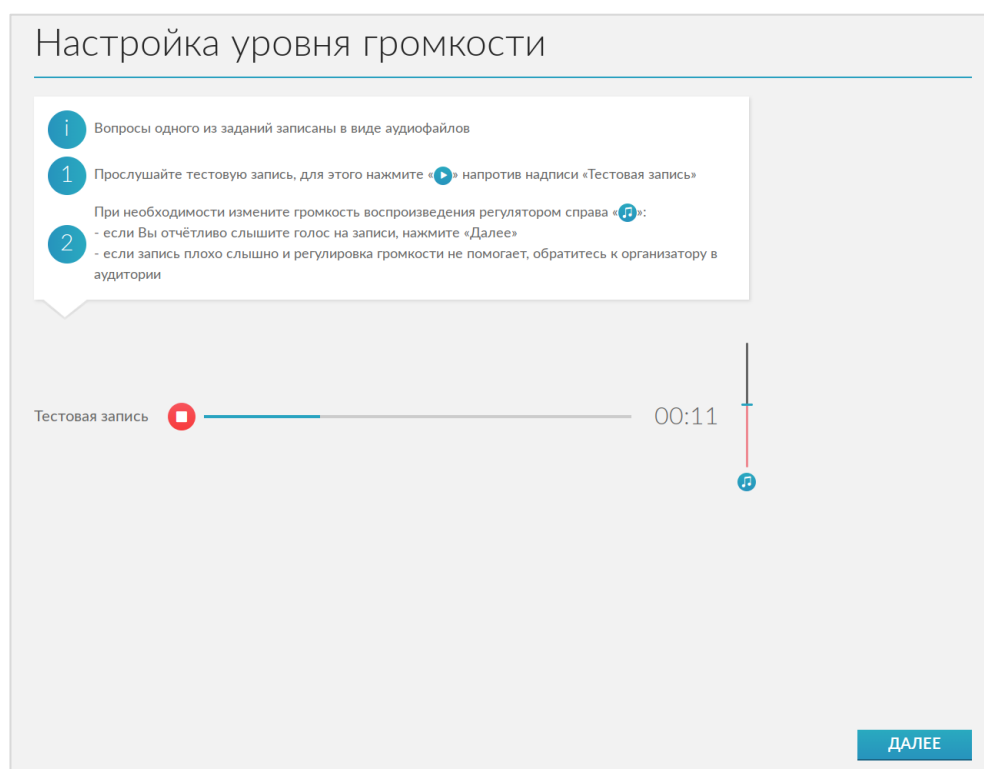 Настройка уровня громкости
i
Вопросы одного из заданий записаны в виде аудиофайлов
1
Прослушайте тестовую запись, для этого нажмите «» напротив надписи «Тестовая запись»
При необходимости измените громкость воспроизведения регулятором справа «»:
2
- если Вы отчётливо слышите голос на записи, нажмите «Далее»
- если запись плохо слышно и регулировка громкости не помогает, обратитесь к организатору в
аудитории
Тестовая запись
00:11
ДАЛЕЕ